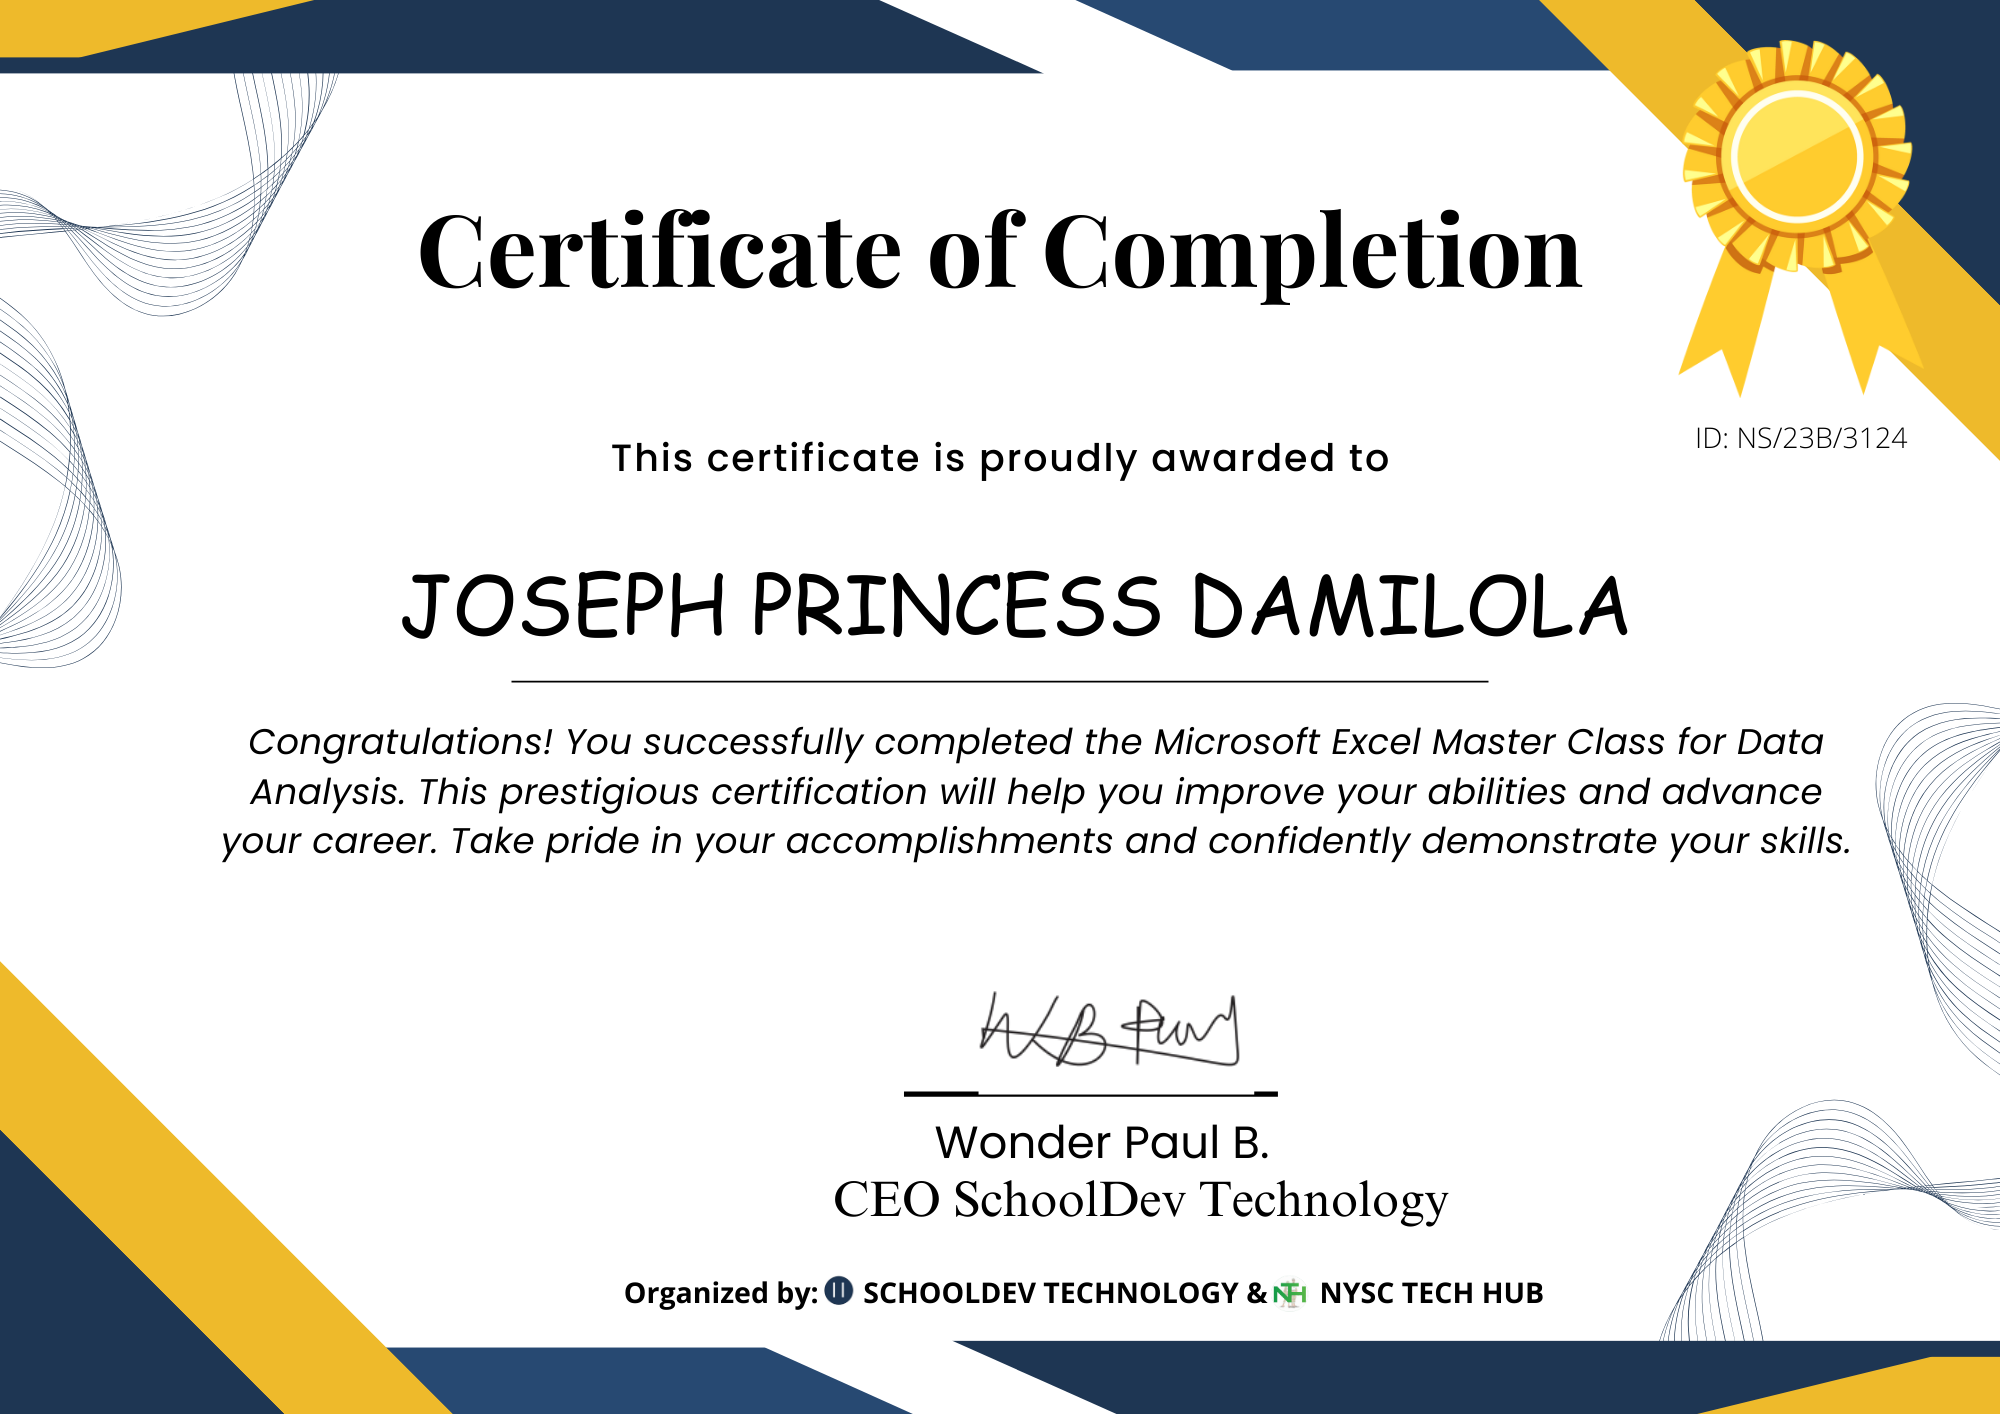 Certificate of Completion
ID: NS/23B/3124
This certificate is proudly awarded to
JOSEPH PRINCESS DAMILOLA
Congratulations! You successfully completed the Microsoft Excel Master Class for Data
Analysis. This prestigious certification will help you improve your abilities and advance
your career. Take pride in your accomplishments and confidently demonstrate your skills.
Wonder Paul B.
CEO SchoolDev Technology
Organized by: SCHOOLDEV TECHNOLOGY & NTH NYSC TECH HUB